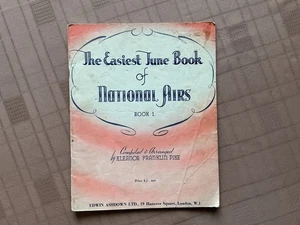 The Easiest Tune Book
of
NATIONAL AIRS
BOOK 1
Compiled & Arranged
by ELEANOR FRANKLIN PIKE
EDWIN ASHDOWN LTD., 19 Hanover Square, London, W.1